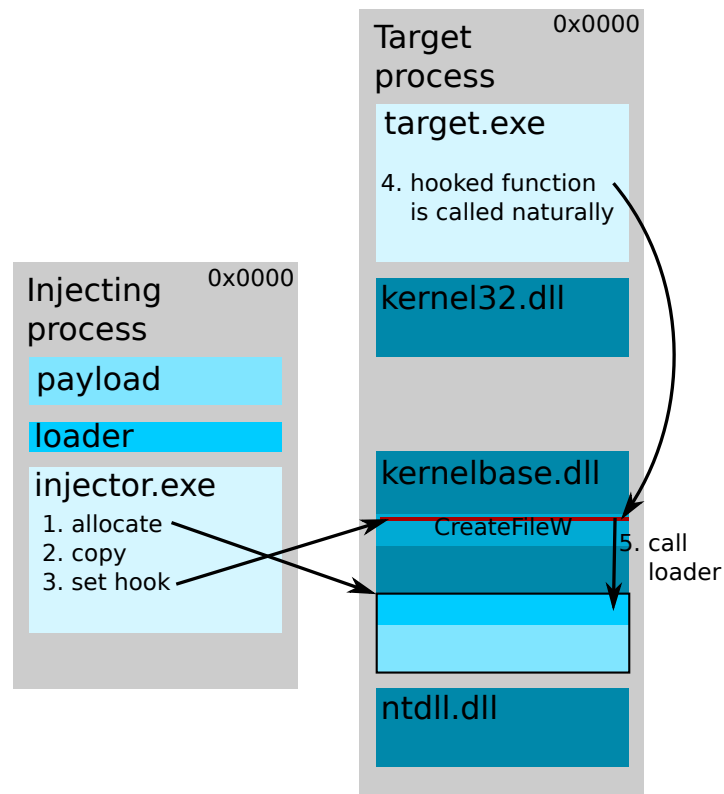 Target
process
0x0000
target.exe
4. hooked function
is called naturally
Injecting
process
0x0000
kernel32.dll
payload
loader
kernelbase.dll
injector.exe
1. allocate
2. copy
3. set hook
CreateFileW
5. call
loader
ntdll.dll